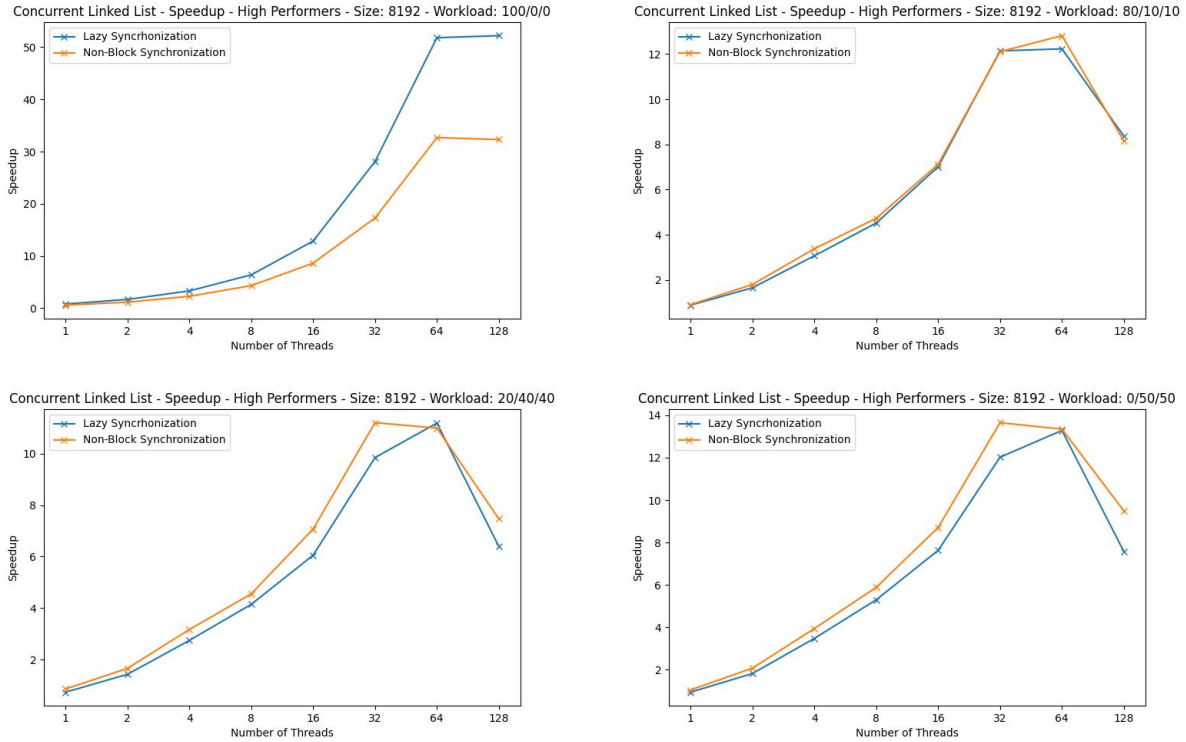 Concurrent Linked List - Speedup - High Performers - Size: 8192 - Workload: 100/0/0
Lazy Syncrhonization
Non-Block Synchronization
50
40
30
20
10
0
Speedup
1 2 4 8 16 32 64 128
Number of Threads
Concurrent Linked List - Speedup - High Performers - Size: 8192 - Workload: 80/10/10
Lazy Syncrhonization
Non-Block Synchronization
12
10
8
6
4
2
Speedup
1 2 4 8 16 32 64 128
Number of Threads
Concurrent Linked List - Speedup - High Performers - Size: 8192 - Workload: 20/40/40
Lazy Syncrhonization
Non-Block Synchronization
10
8
6
4
2
Speedup
1 2 4 8 16 32 64 128
Number of Threads
Concurrent Linked List - Speedup - High Performers - Size: 8192 - Workload: 0/50/50
Lazy Syncrhonization
Non-Block Synchronization
14
12
10
8
6
4
2
Speedup
1 2 4 8 16 32 64 128
Number of Threads